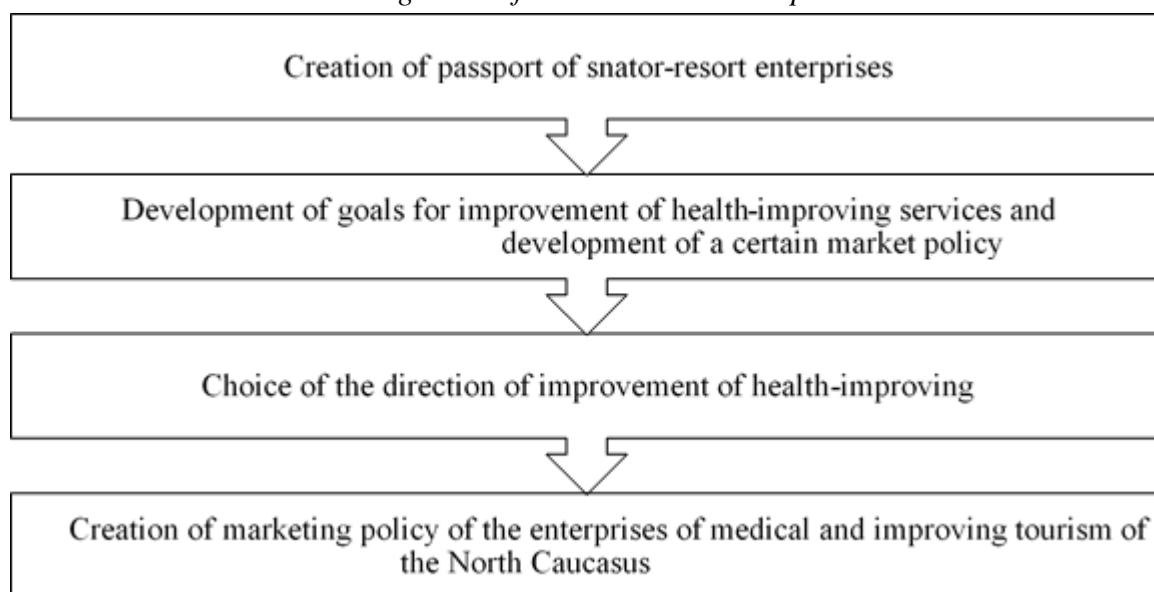 Creation of passport of snator-resort enterprises
Development of goals for improvement of health-improving services and
development of a certain market policy
Choice of the direction of improvement of health-improving
Creation of marketing policy of the enterprises of medical and improving tourism of
the North Caucasus